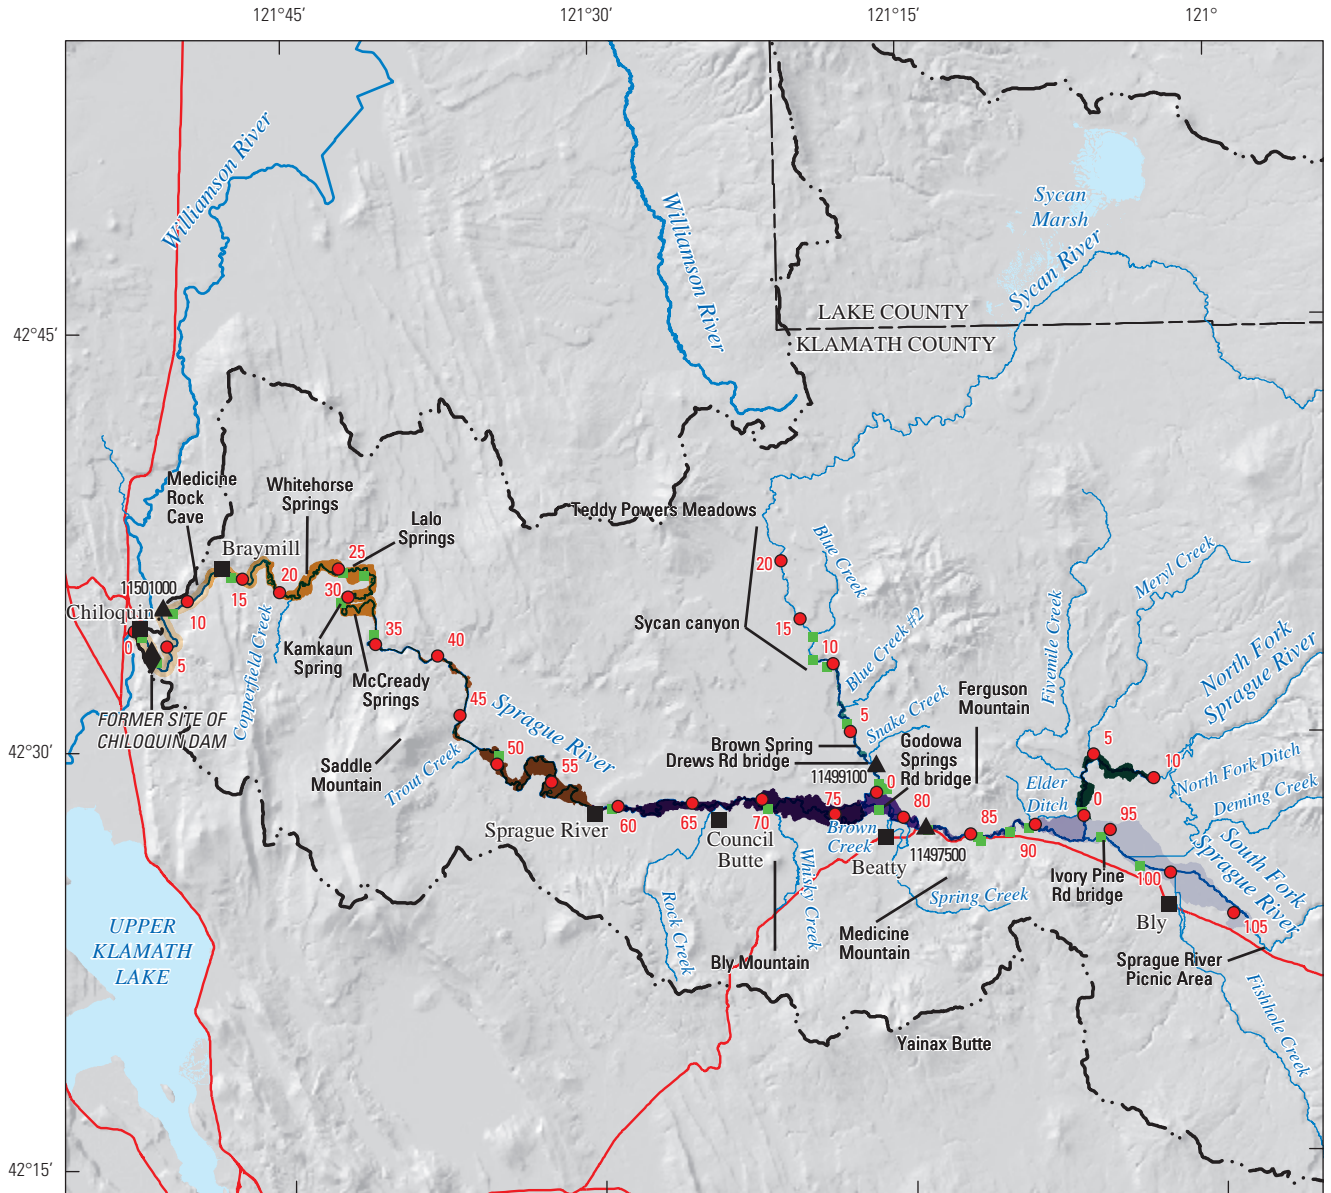 121°45′
121°30′
121°15′
121°
42°45′
42°30′
42°15′
Williamson River
Williamson River
Sycan
Marsh
Sycan River
LAKE COUNTY
KLAMATH COUNTY
Medicine
Rock
Cave
Whitehorse
Springs
Lalo
Springs
Teddy Powers Meadows
Braymill
25
20
15
30
11501000
Chiloquin
10
0
5
35
40
Kamkaun
Spring
McCready
Springs
Copperfield Creek
FORMER SITE OF
CHILOQUIN DAM
45
Sprague River
Saddle
Mountain
Trout Creek
50
55
Sprague River
60
65
Council
Butte
70
75
Blue Creek
20
15
Sycan canyon
10
Blue Creek #2
5
Snake Creek
Brown Spring
Drews Rd bridge
11499100
0
Godowa
Springs
Rd bridge
Ferguson
Mountain
80
Brown
Creek
Beatty
11497500
85
90
Fivemile Creek
Meryl Creek
North Fork
Sprague River
5
10
North Fork Ditch
Deming Creek
Elder
Ditch
0
95
South Fork
Sprague River
Ivory Pine
Rd bridge
100
Bly
105
Sprague River
Picnic Area
Fishhole Creek
Spring Creek
Medicine
Mountain
Whisky Creek
Rock Creek
Bly Mountain
Yainax Butte
UPPER
KLAMATH
LAKE